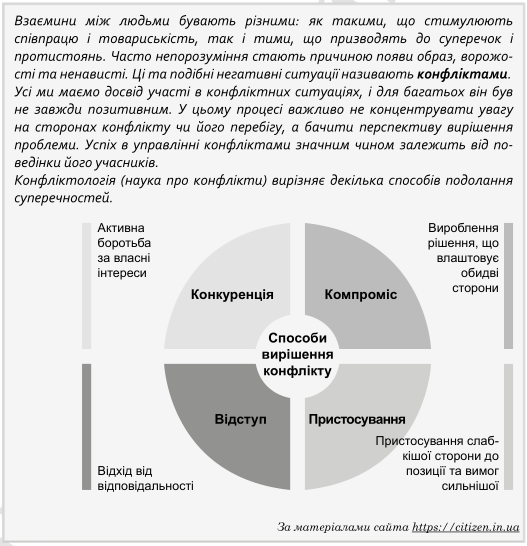 Взаємини між людьми бувають різними: як такими, що стимулюють
співпрацю і товариськість, так і тими, що призводять до суперечок і
протистоянь. Часто непорозуміння стають причиною появи образ, ворожо-
сті та ненависті. Ці та подібні негативні ситуації називають конфліктами.
Усі ми маємо досвід участі в конфліктних ситуаціях, і для багатьох він був
не завжди позитивним. У цьому процесі важливо не концентрувати увагу
на сторонах конфлікту чи його перебігу, а бачити перспективу вирішення
проблеми. Успіх в управлінні конфліктами значним чином залежить від по-
ведінки його учасників.
Конфліктологія (наука про конфлікти) вирізняє декілька способів подолання
суперечностей.
Активна
боротьба
за власні
інтереси
Вироблення
рішення, що
влаштовує
обидві
сторони
Конкуренція
Компроміс
Способи
вирішення
конфлікту
Відступ
Пристосування
Відхід від
відповідальності
Пристосування слаб-
кішої сторони до
позиції та вимог
сильнішої
За матеріалами сайта https://citizen.in.ua